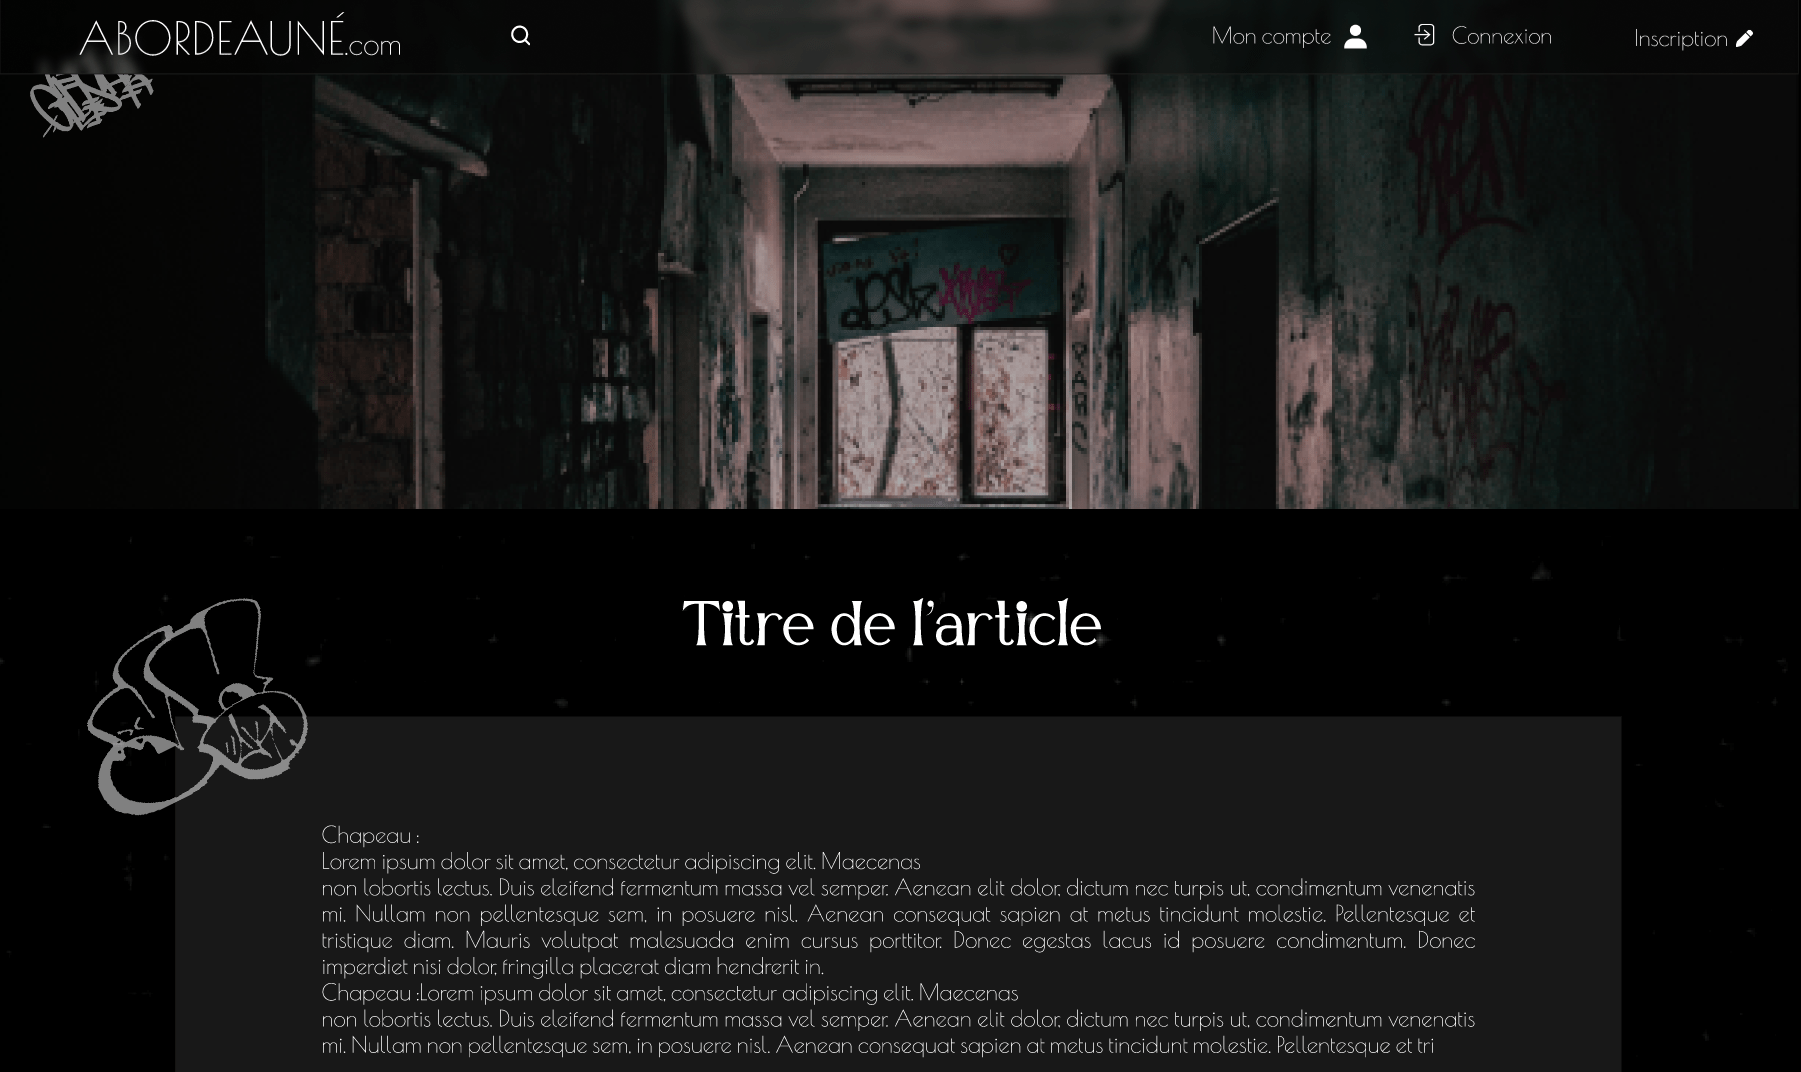 ABORDEAUNÉ.com
Mon compte
Connexion
Inscription
Titre de l'article
Chapeau :
Lorem ipsum dolor sit amet, consectetur adipiscing elit. Maecenas
non lobortis lectus. Duis eleifend fermentum massa vel semper. Aenean elit dolor, dictum nec turpis ut, condimentum venenatis
mi. Nullam non pellentesque sem, in posuere nisl. Aenean consequat sapien at metus tincidunt molestie. Pellentesque et
tristique diam. Mauris volutpat malesuada enim cursus porttitor. Donec egestas lacus id posuere condimentum. Donec
imperdiet nisi dolor, fringilla placerat diam hendrerit in.
Chapeau :Lorem ipsum dolor sit amet, consectetur adipiscing elit. Maecenas
non lobortis lectus. Duis eleifend fermentum massa vel semper. Aenean elit dolor, dictum nec turpis ut, condimentum venenatis
mi. Nullam non pellentesque sem, in posuere nisl. Aenean consequat sapien at metus tincidunt molestie. Pellentesque et tri